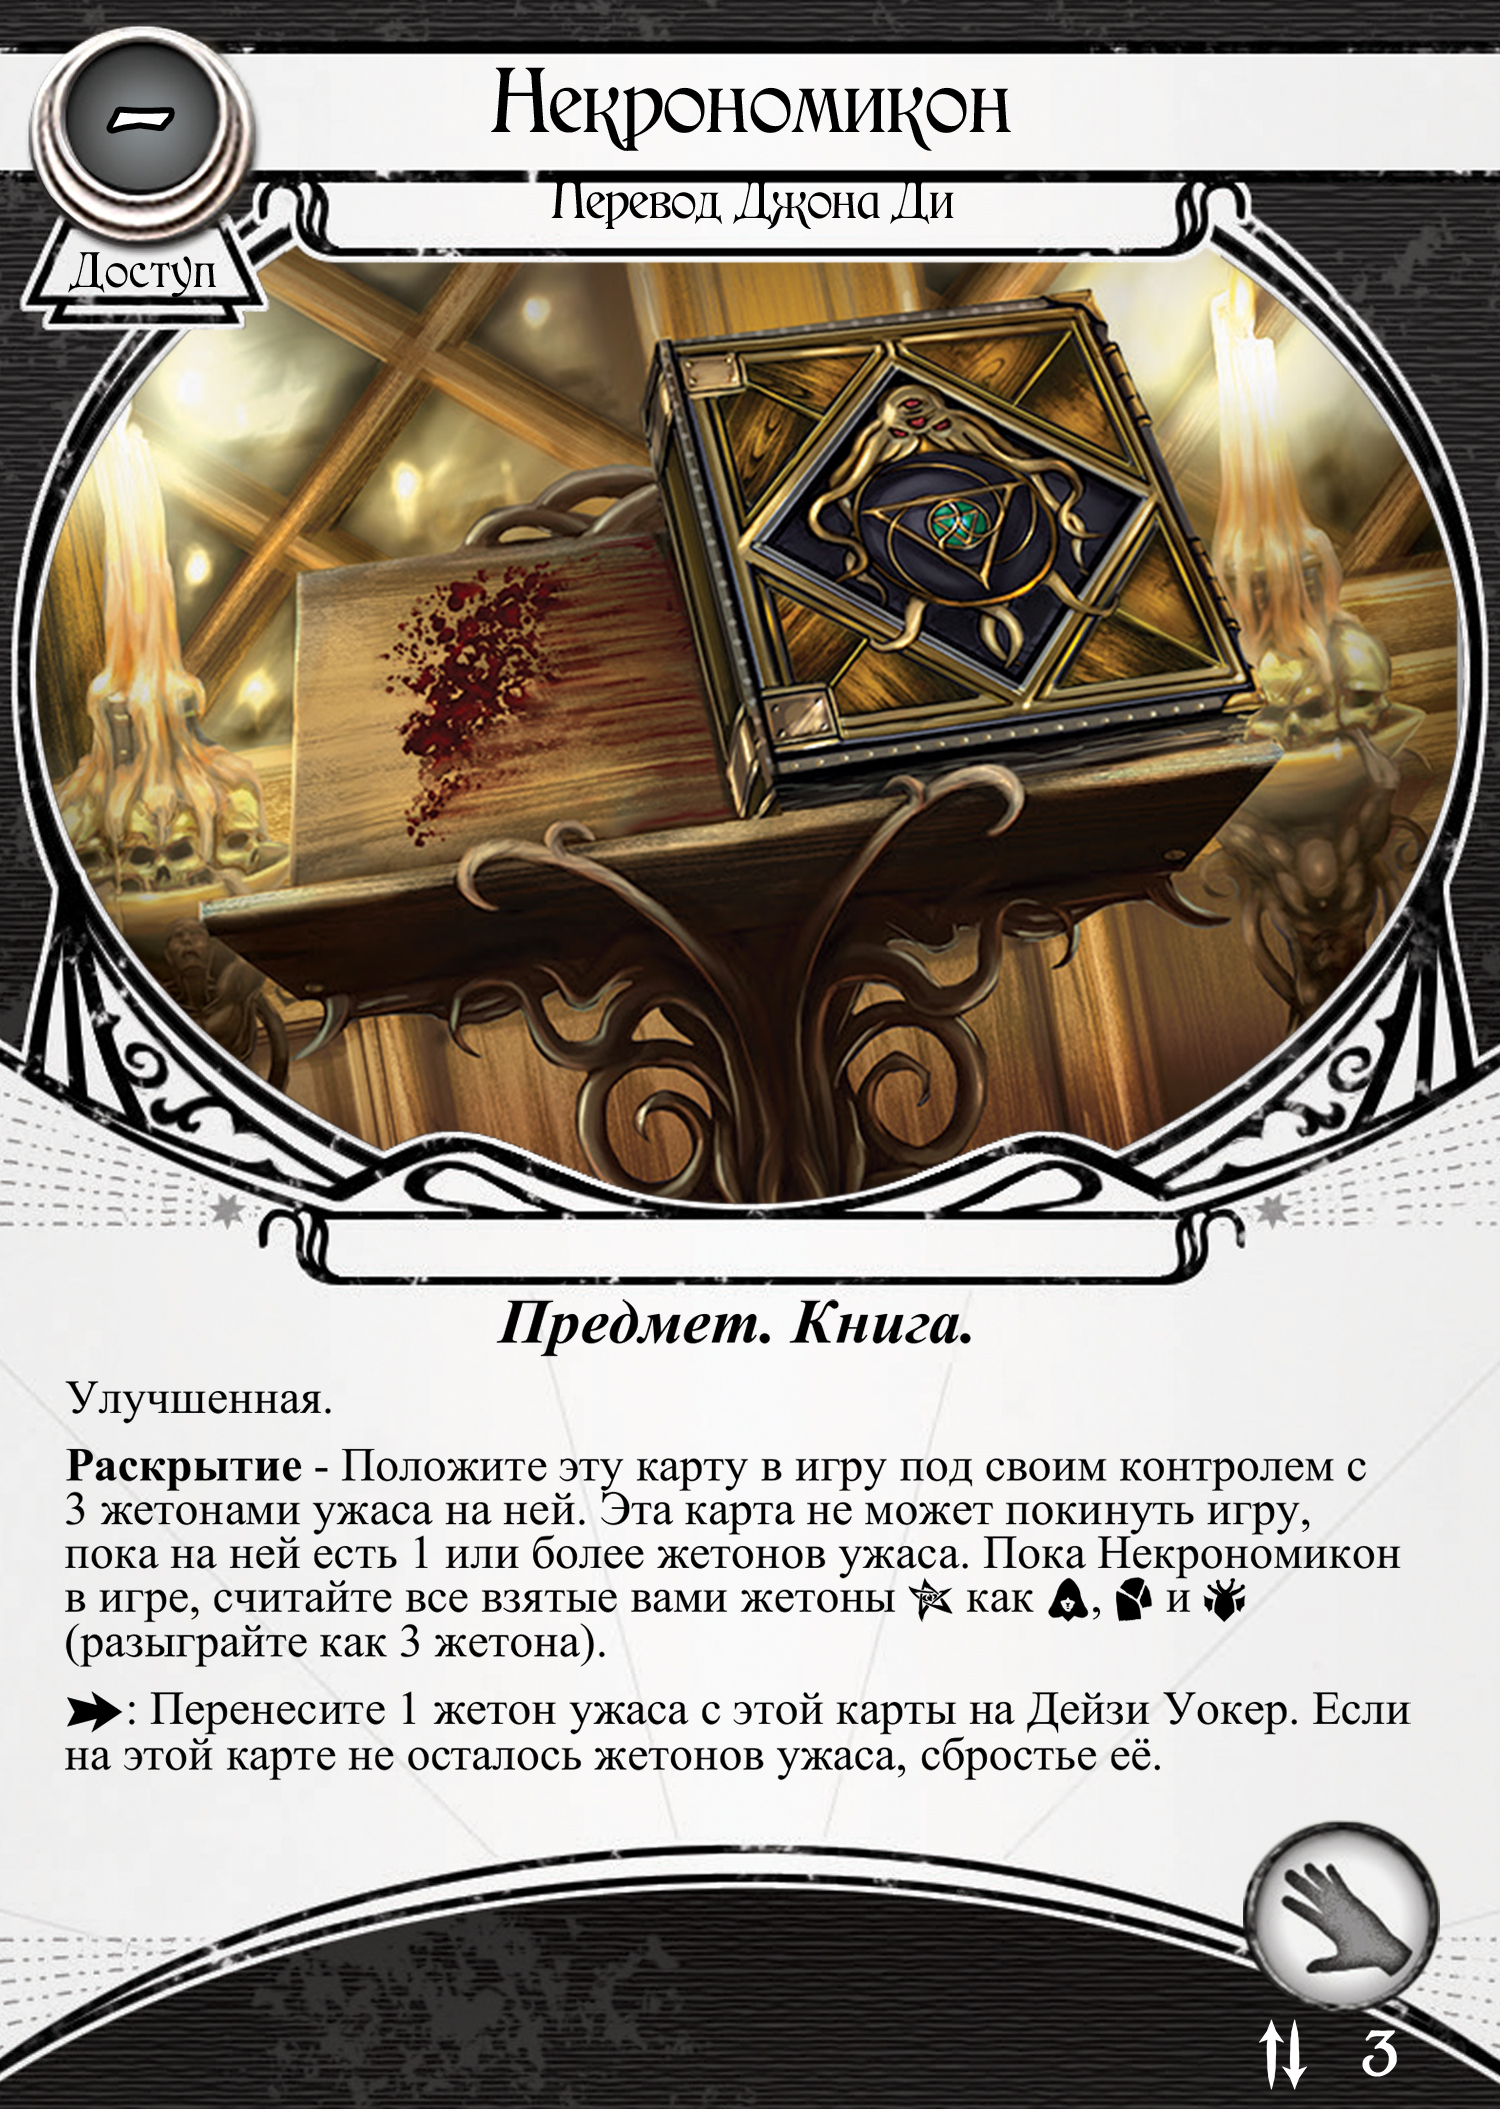 –
Некрономикон
Перевод Джона Ди
Доступ
Предмет. Книга.
Улучшенная.
Раскрытие - Положите эту карту в игру под своим контролем с
3 жетонами ужаса на ней. Эта карта не может покинуть игру,
пока на ней есть 1 или более жетонов ужаса. Пока Некрономикон
в игре, считайте все взятые вами жетоны как , и
(разыграйте как 3 жетона).
: Перенесите 1 жетон ужаса с этой карты на Дейзи Уокер. Если
на этой карте не осталось жетонов ужаса, сбростье её.
3